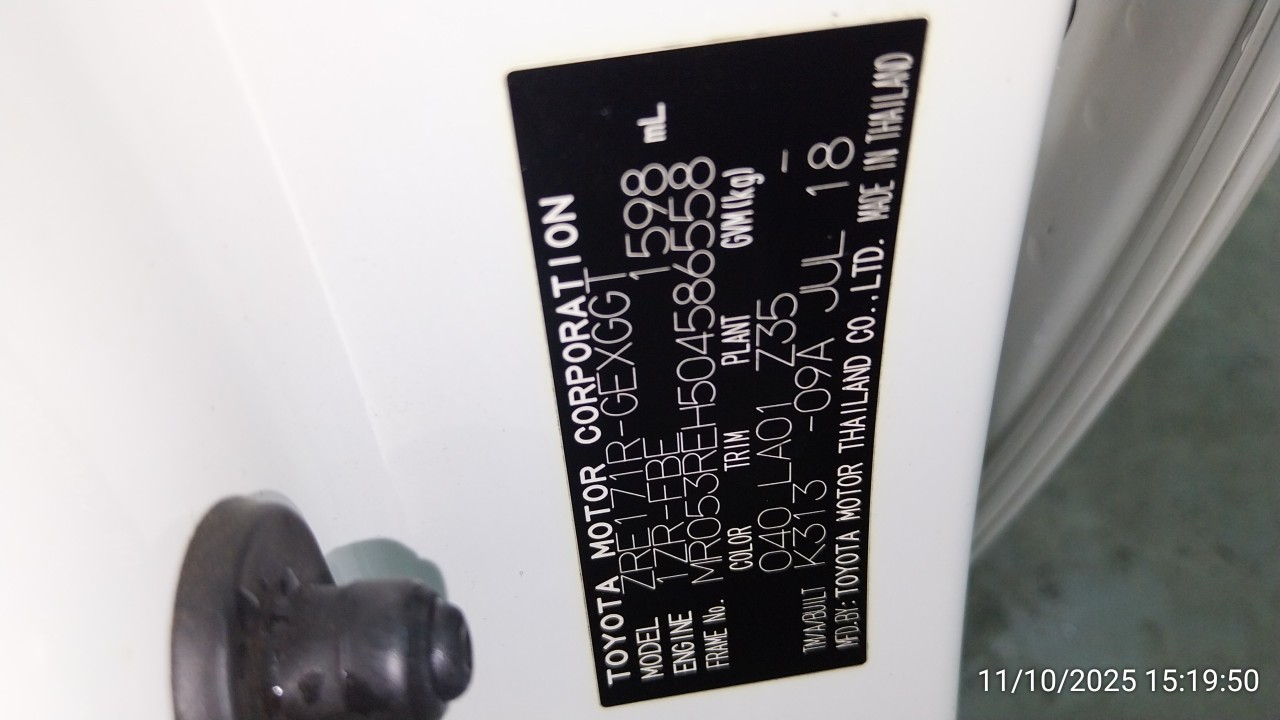 TOYOTA MOTOR CORPORATION
MODEL ZRE171R-GEXGGT
ENGINE 1ZR-FBE 1598 mL
FRAME No. MR053REH504586558
COLOR TRIM PLANT GVM(kg)
040 LA01 Z35 -
TM/A/BUILT K313 -09A JUL 18
MFD.BY: TOYOTA MOTOR THAILAND CO.,LTD. MADE IN THAILAND
11/10/2025 15:19:50